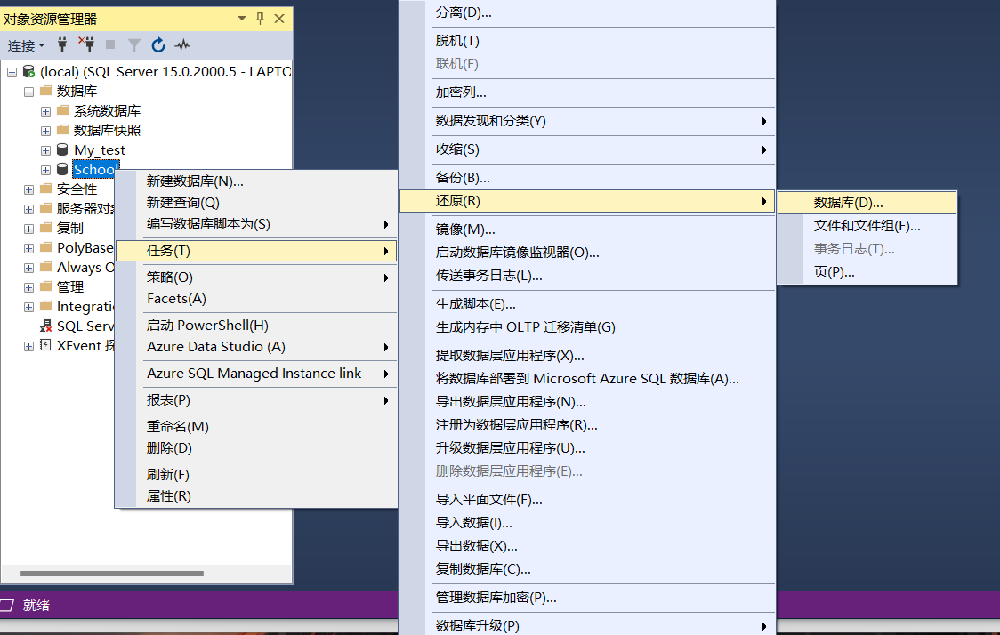 对象资源管理器
连接
(local) (SQL Server 15.0.2000.5 - LAPTO
数据库
系统数据库
数据库快照
My_test
School
安全性
服务器对象
复制
PolyBase
Always O
管理
Integratio
SQL Serv
XEvent 探
就绪
新建数据库(N)...
新建查询(Q)
编写数据库脚本为(S)
任务(T)
策略(O)
Facets(A)
启动 PowerShell(H)
Azure Data Studio (A)
Azure SQL Managed Instance link
报表(P)
重命名(M)
删除(D)
刷新(F)
属性(R)
分离(D)...
脱机(T)
联机(F)
加密列...
数据发现和分类(Y)
收缩(S)
备份(B)...
还原(R)
镜像(M)...
启动数据库镜像监视器(O)...
传送事务日志(L)...
生成脚本(E)...
生成内存中 OLTP 迁移清单(G)
提取数据层应用程序(X)...
将数据库部署到 Microsoft Azure SQL 数据库(A)...
导出数据层应用程序(N)...
注册为数据层应用程序(R)...
升级数据层应用程序(U)...
删除数据层应用程序(E)...
导入平面文件(F)...
导入数据(I)...
导出数据(X)...
复制数据库(C)...
管理数据库加密(P)...
数据库升级(P)
数据库(D)...
文件和文件组(F)...
事务日志(T)...
页(P)...